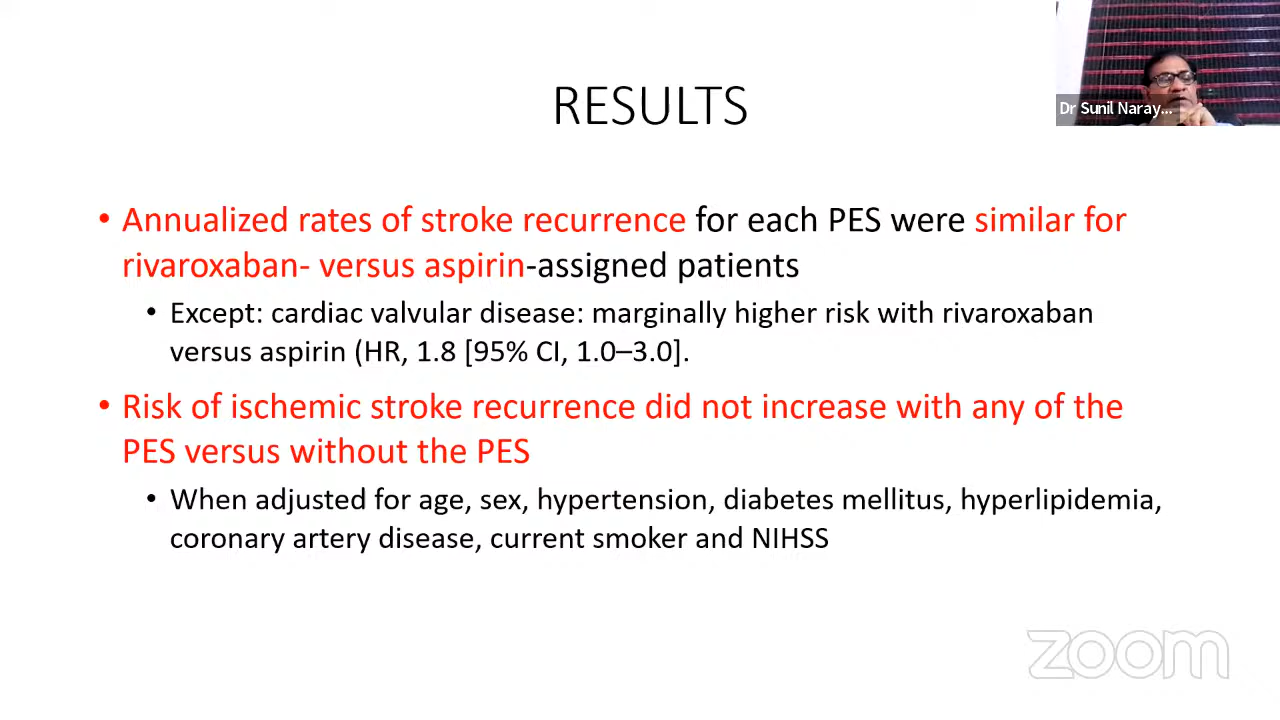 RESULTS
Dr Sunil Naray...
• Annualized rates of stroke recurrence for each PES were similar for
rivaroxaban- versus aspirin-assigned patients
• Except: cardiac valvular disease: marginally higher risk with rivaroxaban
versus aspirin (HR, 1.8 [95% CI, 1.0–3.0].
• Risk of ischemic stroke recurrence did not increase with any of the
PES versus without the PES
• When adjusted for age, sex, hypertension, diabetes mellitus, hyperlipidemia,
coronary artery disease, current smoker and NIHSS
zoom